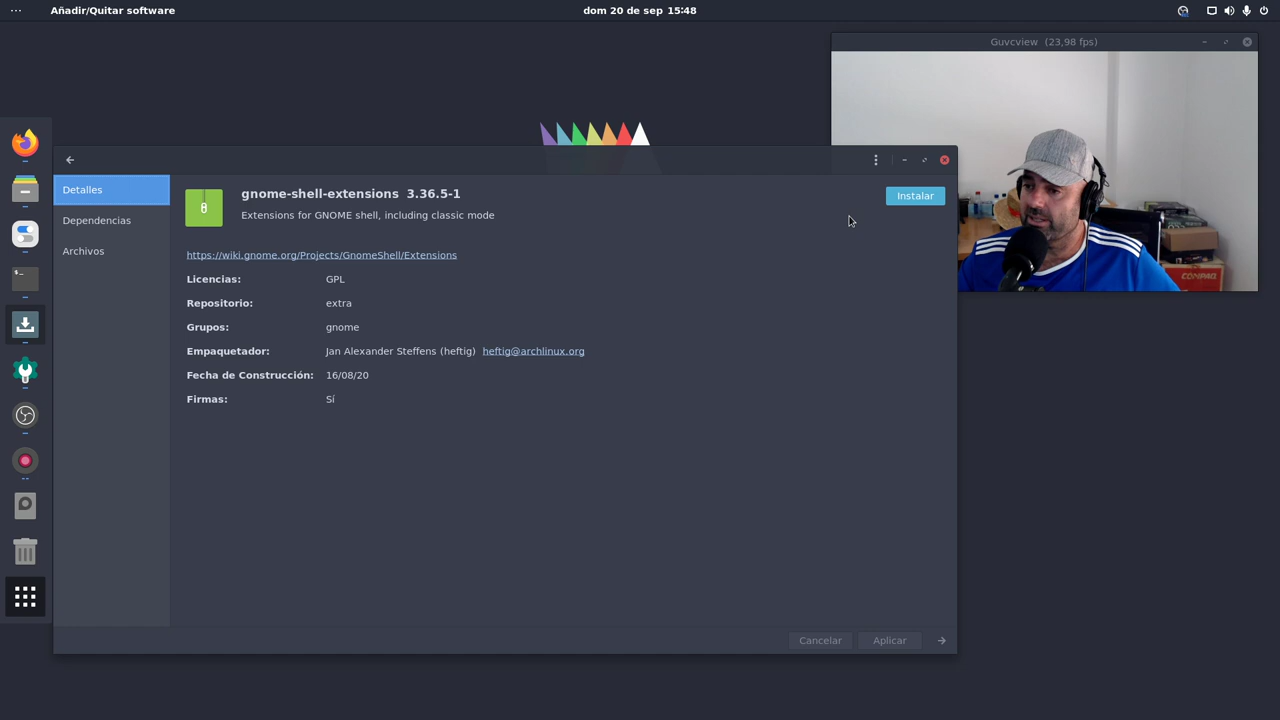 Añadir/Quitar software
dom 20 de sep 15:48
Guvcview (23,98 fps)
Detalles
Dependencias
Archivos
gnome-shell-extensions 3.36.5-1
Extensions for GNOME shell, including classic mode
Instalar
https://wiki.gnome.org/Projects/GnomeShell/Extensions
Licencias: GPL
Repositorio: extra
Grupos: gnome
Empaquetador: Jan Alexander Steffens (heftig) heftig@archlinux.org
Fecha de Construcción: 16/08/20
Firmas: Sí
Cancelar
Aplicar
COMPAQ